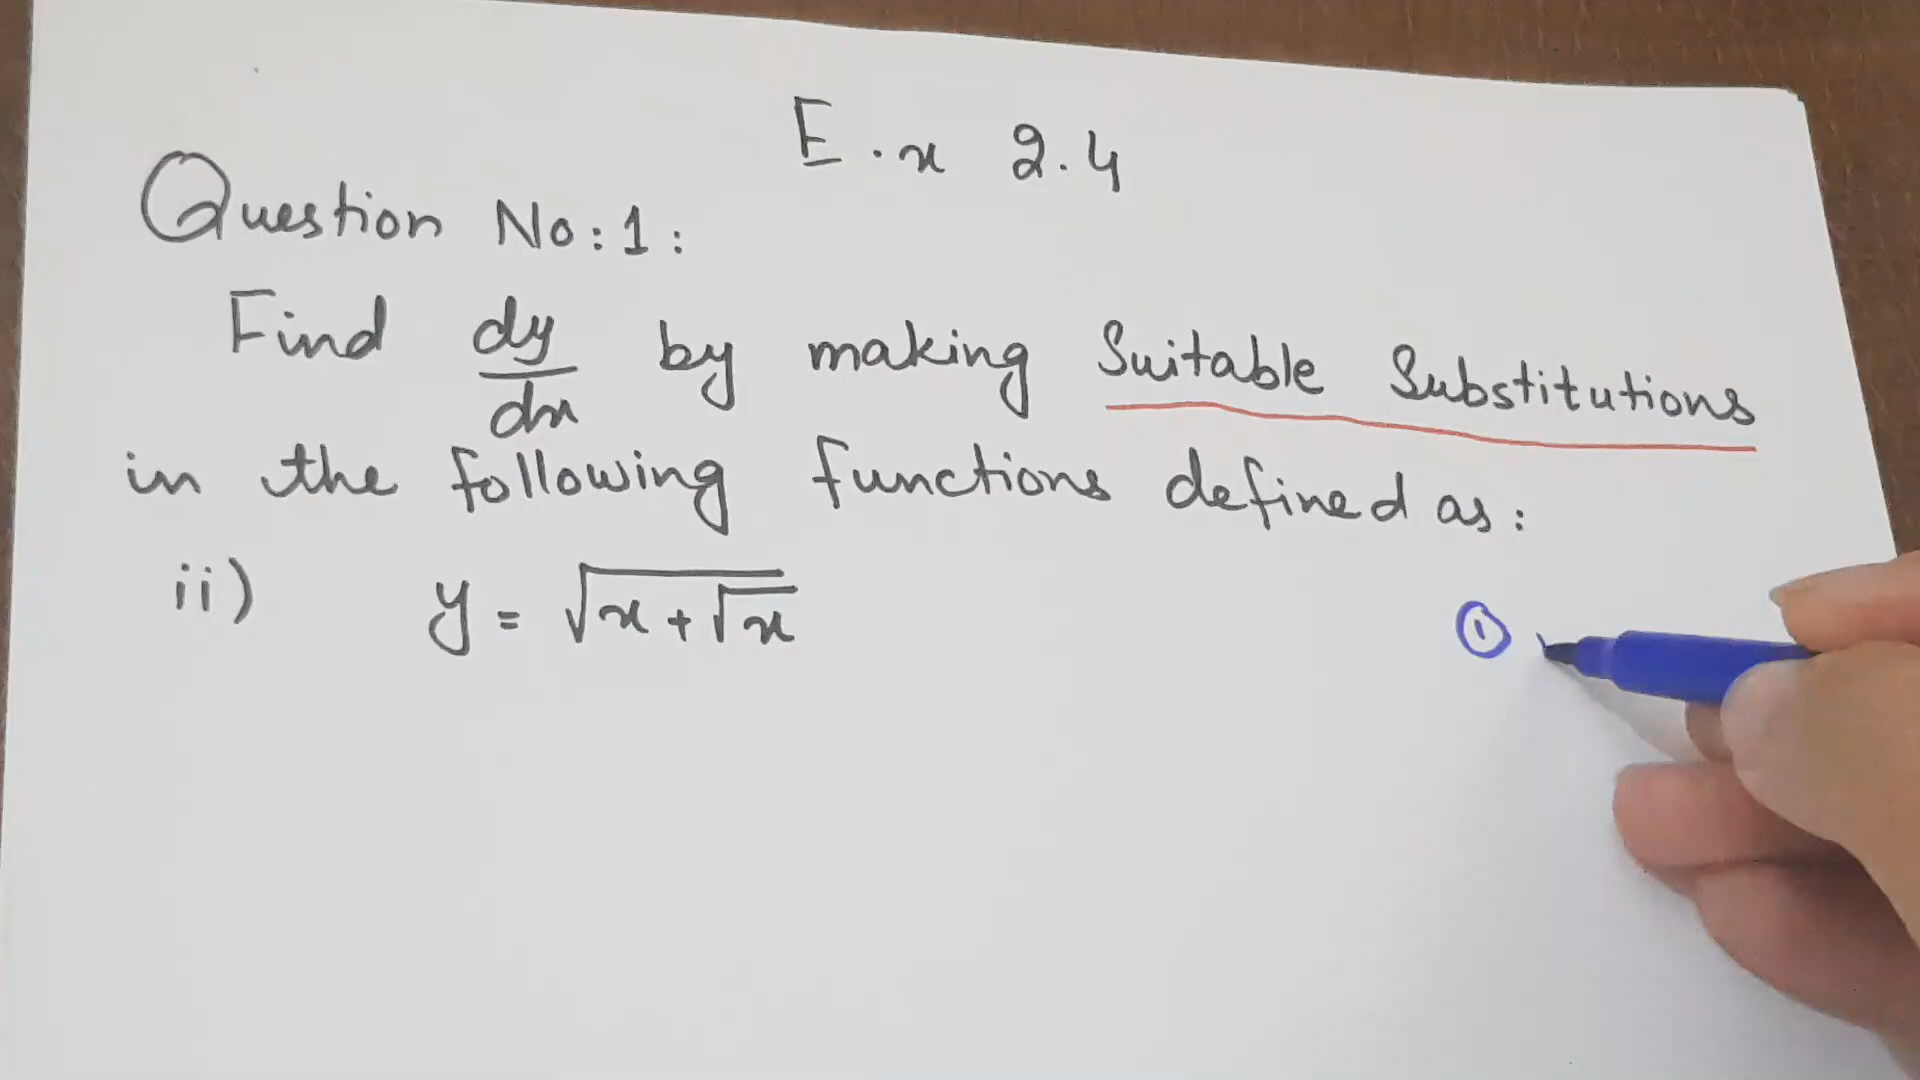 E.x 2.4
Question No:1:
Find dy/dx by making Suitable Substitutions
in the following functions defined as:
ii) y = √(x+√x) ①